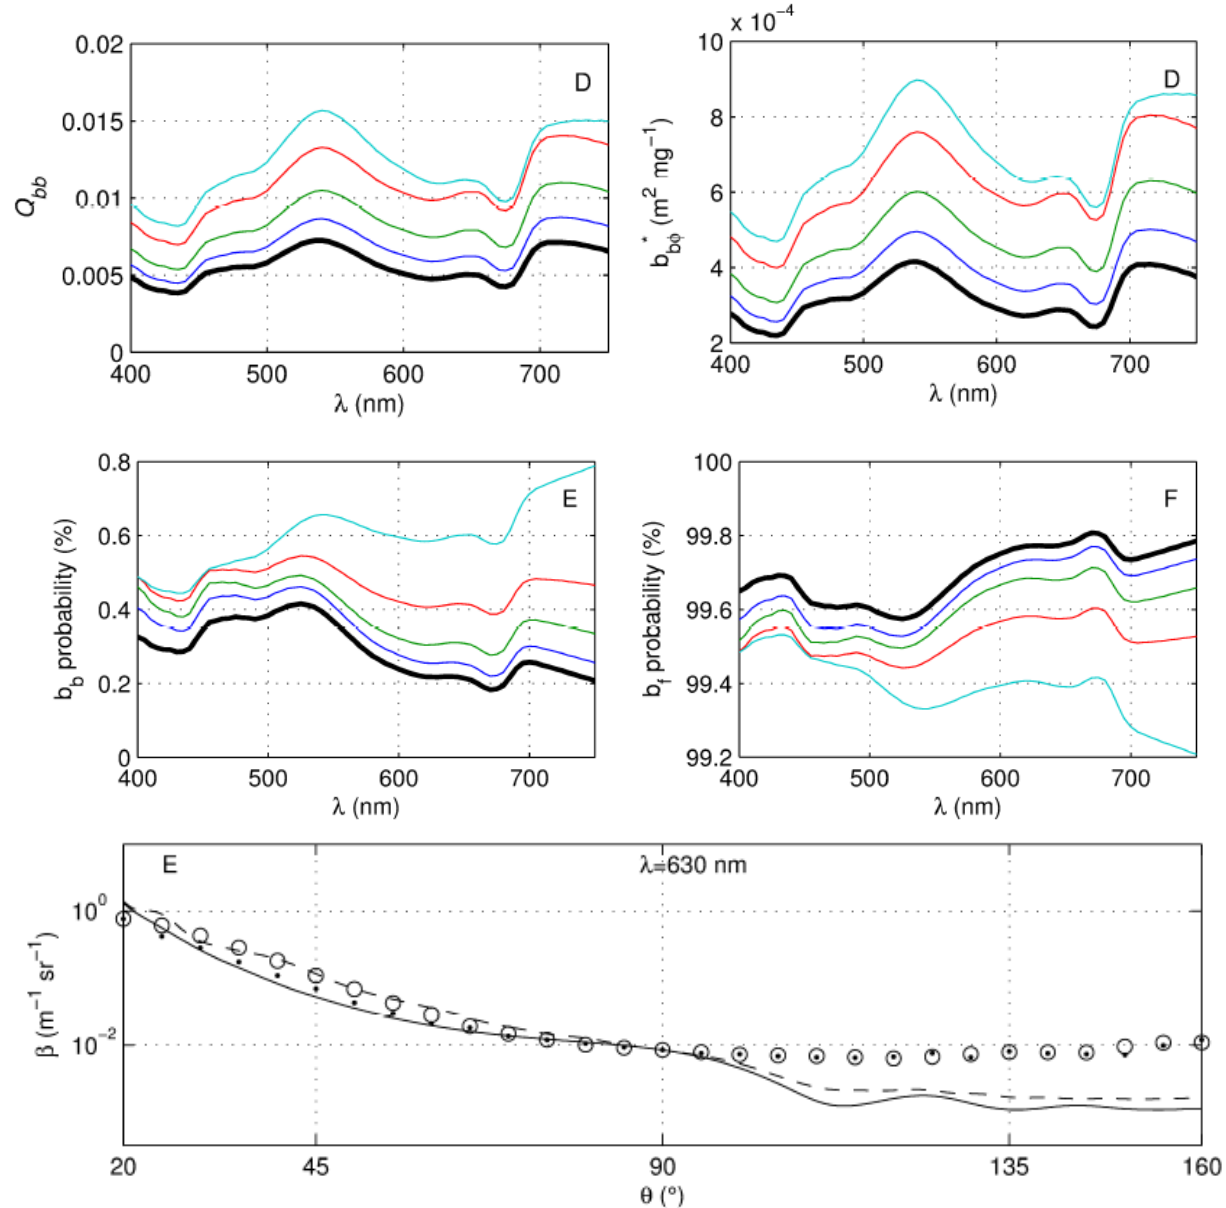 x 10⁻⁴
0.02
0.015
0.01
0.005
0
D
Q_bb
400 500 600 700
λ (nm)
10
8
6
4
2
D
b*_bϕ (m² mg⁻¹)
400 500 600 700
λ (nm)
0.8
0.6
0.4
0.2
0
E
b_b probability (%)
400 500 600 700
λ (nm)
100
99.8
99.6
99.4
99.2
F
b_f probability (%)
400 500 600 700
λ (nm)
E
λ=630 nm
10⁰
10⁻²
β (m⁻¹ sr⁻¹)
20 45 90 135 160
θ (°)